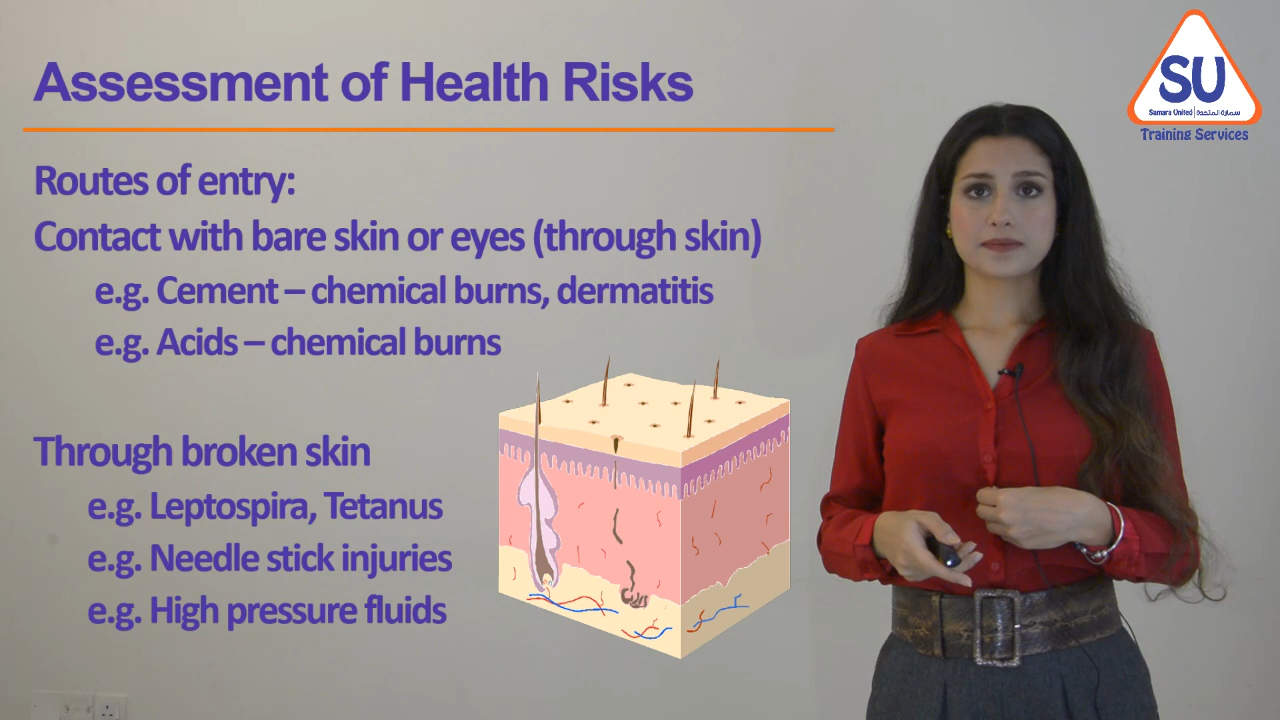 Assessment of Health Risks
Routes of entry:
Contact with bare skin or eyes (through skin)
e.g. Cement – chemical burns, dermatitis
e.g. Acids – chemical burns
Through broken skin
e.g. Leptospira, Tetanus
e.g. Needle stick injuries
e.g. High pressure fluids
SU
Samara United | سمارة المتحدة
Training Services